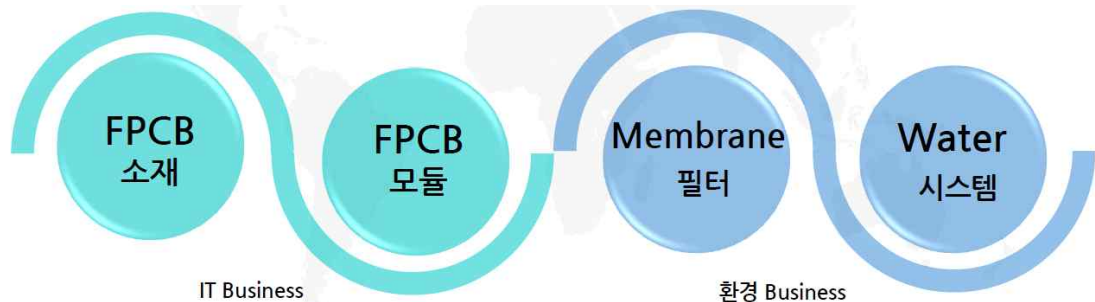 FPCB
소재
FPCB
모듈
Membrane
필터
Water
시스템
IT Business
환경 Business